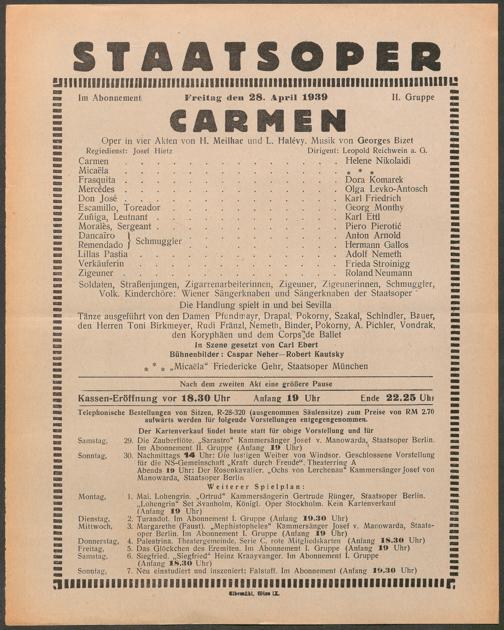 STAATSOPER
Im Abonnement Freitag den 28. April 1939 II. Gruppe
CARMEN
Oper in vier Akten von H. Meilhac und L. Halévy. Musik von Georges Bizet
Regiedienst: Josef Hietz Dirigent: Leopold Reichwein a. G.
Carmen Helene Nikolaidi
Micaëla * * *
Frasquita Dora Komarek
Mercédes Olga Levko-Antosch
Don José Karl Friedrich
Escamillo, Toreador Georg Monthy
Zuñiga, Leutnant Karl Ettl
Moralès, Sergeant Piero Pierotić
Dancaïro } Schmuggler Anton Arnold
Remendado Hermann Gallos
Lillas Pastia Adolf Nemeth
Verkäuferin Frieda Stroinigg
Zigeuner Roland Neumann
Soldaten, Straßenjungen, Zigarrenarbeiterinnen, Zigeuner, Zigeunerinnen, Schmuggler,
Volk. Kinderchöre: Wiener Sängerknaben und Sängerknaben der Staatsoper
Die Handlung spielt in und bei Sevilla
Tänze ausgeführt von den Damen Pfundmayr, Drapal, Pokorny, Szakal, Schindler, Bauer,
den Herren Toni Birkmeyer, Rudi Fränzl, Nemeth, Binder, Pokorny, A. Pichler, Vondrak,
den Koryphäen und dem Corps de Ballet
In Szene gesetzt von Carl Ebert
Bühnenbilder: Caspar Neher—Robert Kautsky
* * * „Micaëla" Friedericke Gehr, Staatsoper München
Nach dem zweiten Akt eine größere Pause
Kassen-Eröffnung vor 18.30 Uhr Anfang 19 Uhr Ende 22.25 Uhr
Telephonische Bestellungen von Sitzen, R-28-320 (ausgenommen Säulensitze) zum Preise von RM 2.70
aufwärts werden für folgende Vorstellungen entgegengenommen.
Der Kartenverkauf findet heute statt für obige Vorstellung und für
Samstag, 29. Die Zauberflöte. „Sarastro" Kammersänger Josef v. Manowarda, Staatsoper Berlin.
Im Abonnement II. Gruppe (Anfang 19 Uhr)
Sonntag, 30. Nachmittags 14 Uhr: Die lustigen Weiber von Windsor. Geschlossene Vorstellung
für die NS-Gemeinschaft „Kraft durch Freude". Theaterring A
Abends 19 Uhr: Der Rosenkavalier. „Ochs von Lerchenau" Kammersänger Josef von
Manowarda, Staatsoper Berlin
Weiterer Spielplan:
Montag, 1. Mai. Lohengrin. „Ortrud" Kammersängerin Gertrude Rünger, Staatsoper Berlin.
„Lohengrin" Set Svanholm, Königl. Oper Stockholm. Kein Kartenverkauf
(Anfang 19 Uhr)
Dienstag, 2. Turandot. Im Abonnement I. Gruppe (Anfang 19.30 Uhr)
Mittwoch, 3. Margarethe (Faust). „Mephistopheles" Kammersänger Josef v. Manowarda, Staats-
oper Berlin. Im Abonnement I. Gruppe (Anfang 19 Uhr)
Donnerstag, 4. Palestrina. Theatergemeinde, Serie C, rote Mitgliedskarten (Anfang 18.30 Uhr)
Freitag, 5. Das Glöckchen des Eremiten. Im Abonnement I. Gruppe (Anfang 19 Uhr)
Samstag, 6. Siegfried. „Siegfried" Heinz Kraayvanger. Im Abonnement I. Gruppe
(Anfang 18.30 Uhr)
Sonntag, 7. Neu einstudiert und inszeniert: Falstaff. Im Abonnement (Anfang 19.30 Uhr)
Elbemühl, Wien IX.